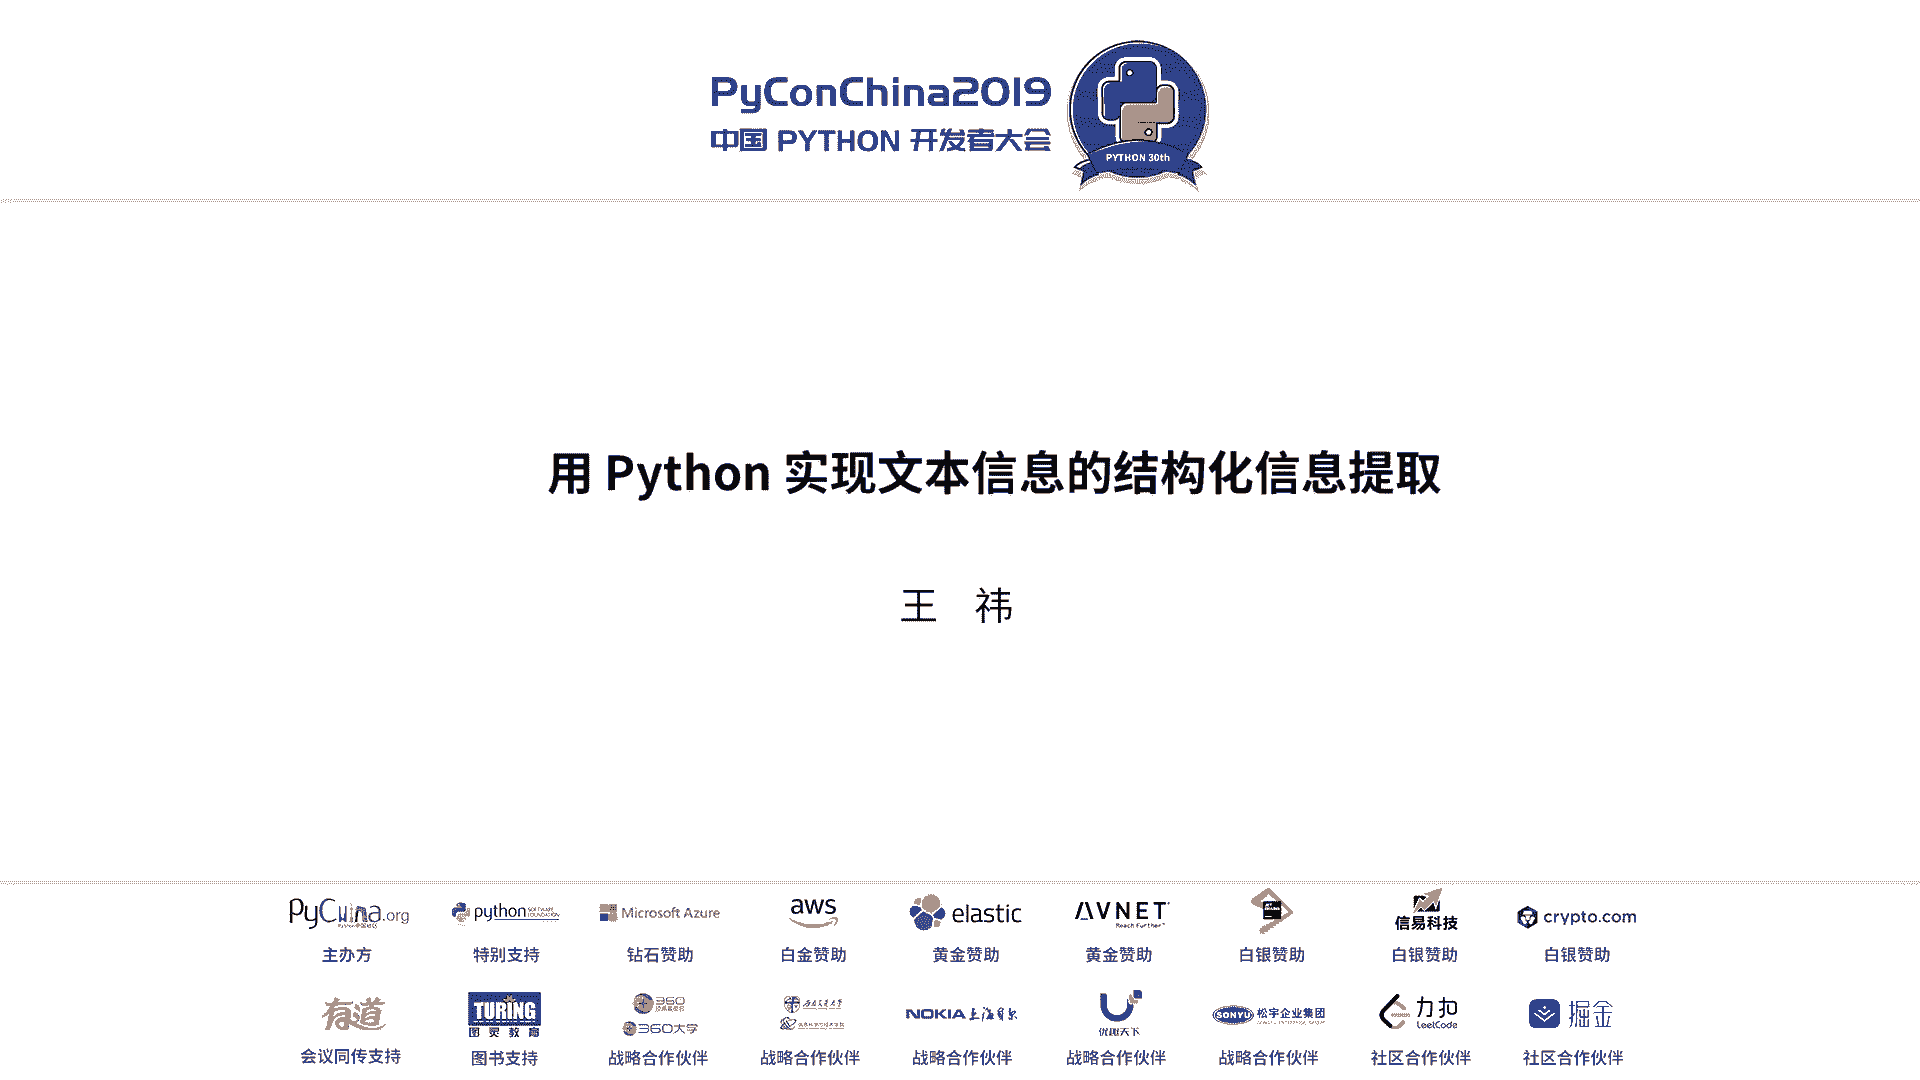 PyConChina2019
中国 PYTHON 开发者大会
PYTHON 30th
用 Python 实现文本信息的结构化信息提取
王 祎
PyChina.org
python
Microsoft Azure
aws
elastic
AVNET
Reach Further™
信易科技
crypto.com
主办方 特别支持 钻石赞助 白金赞助 黄金赞助 黄金赞助 白银赞助 白银赞助 白银赞助
有道
TURING
图灵教育
360
360大学
NOKIA 上海贝尔
优趣天下
SONYU 松宇企业集团
力扣
LeetCode
掘金
会议同传支持 图书支持 战略合作伙伴 战略合作伙伴 战略合作伙伴 战略合作伙伴 战略合作伙伴 社区合作伙伴 社区合作伙伴